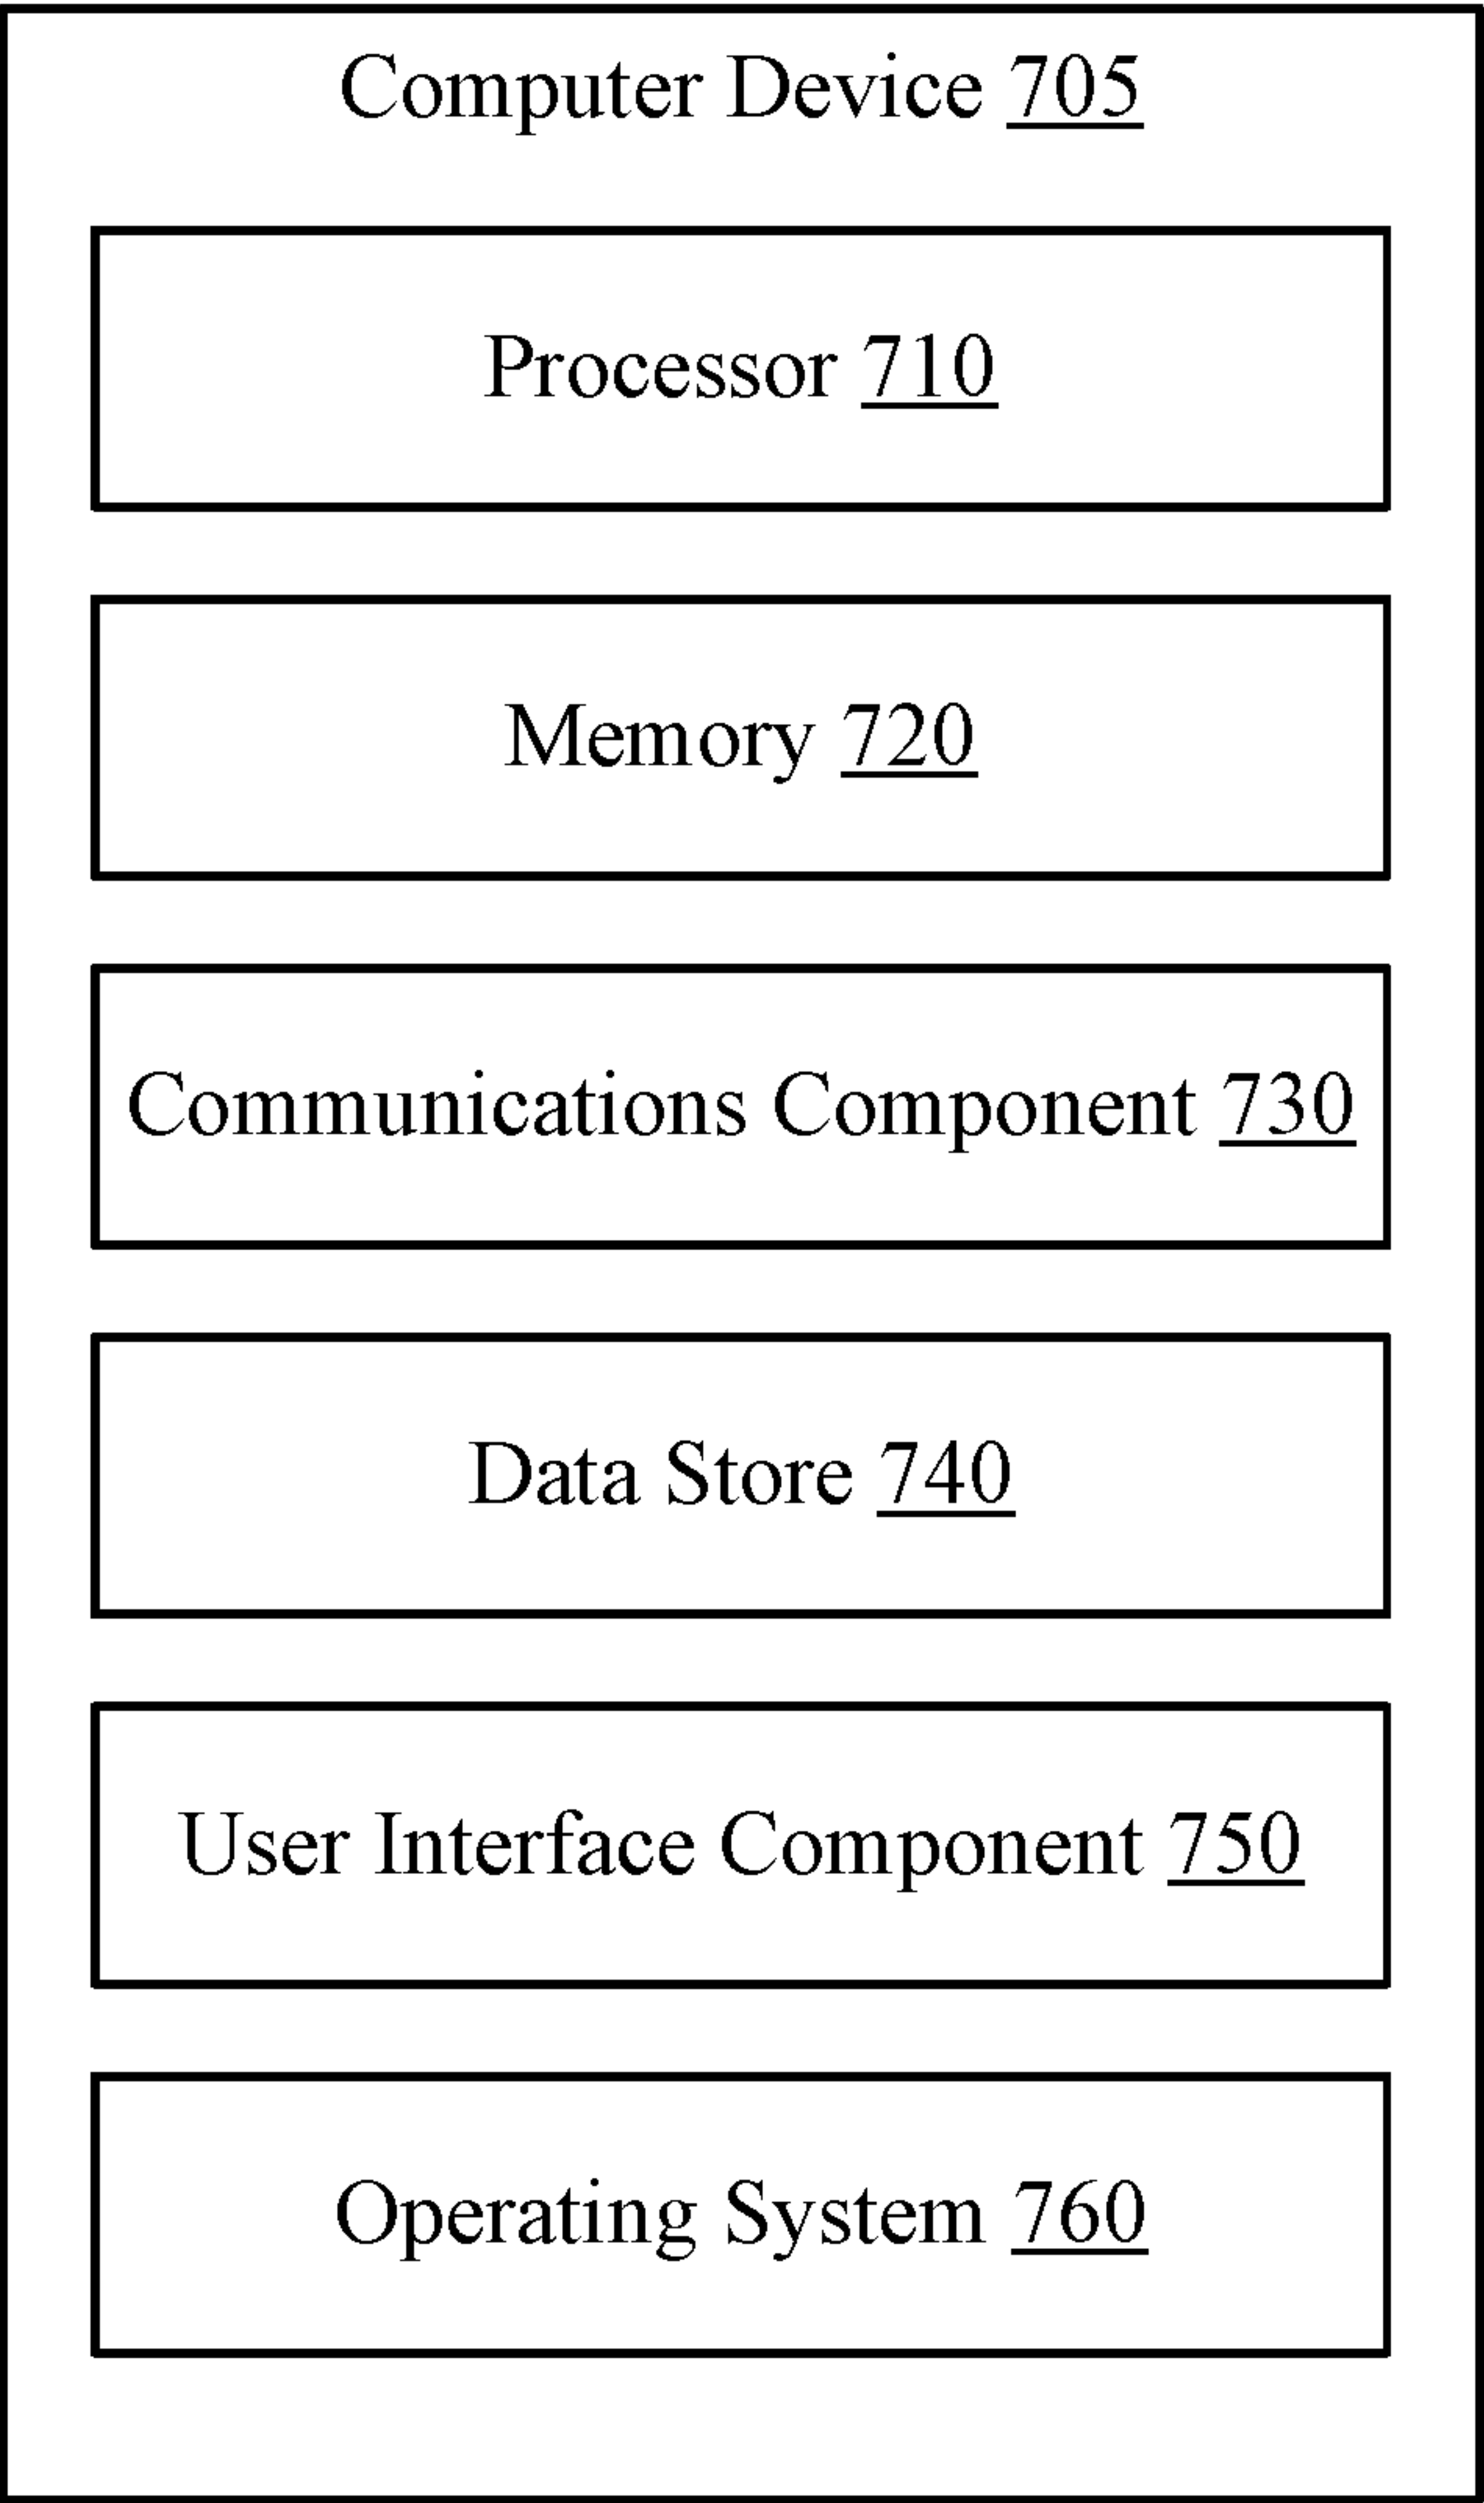 Computer Device 705
Processor 710
Memory 720
Communications Component 730
Data Store 740
User Interface Component 750
Operating System 760